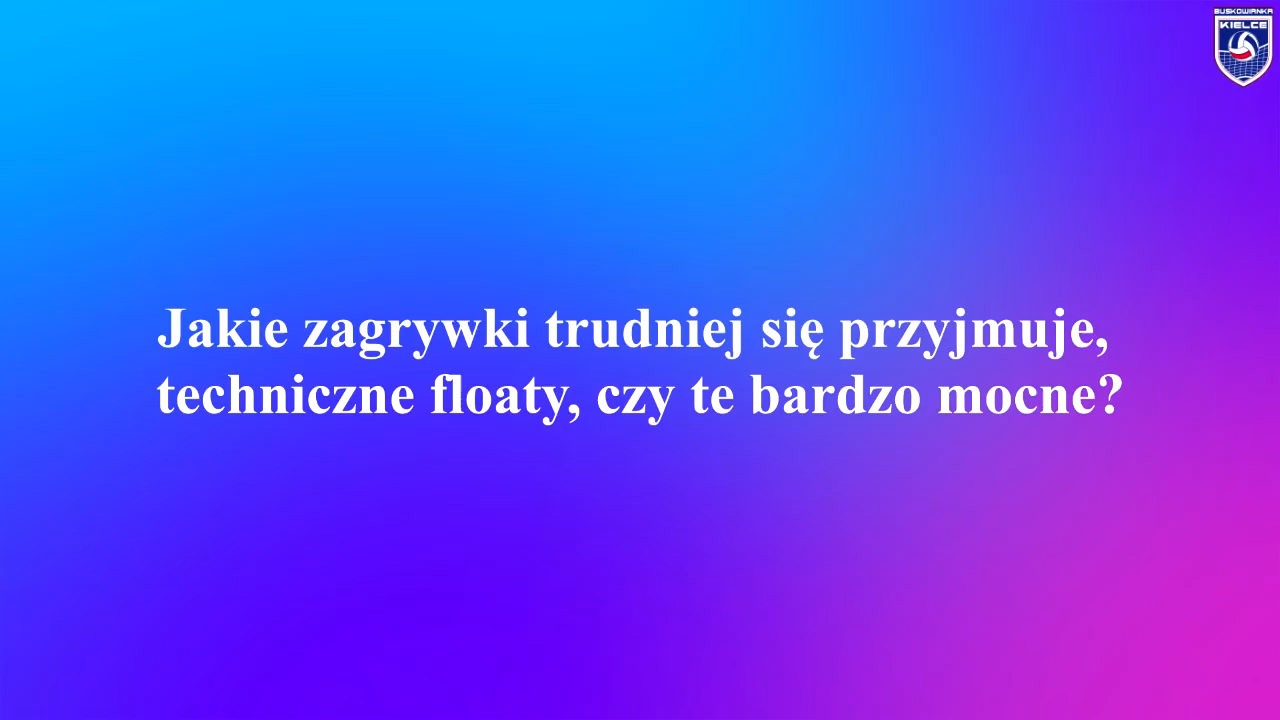 BUSKOWIANKA
KIELCE
Jakie zagrywki trudniej się przyjmuje,
techniczne floaty, czy te bardzo mocne?